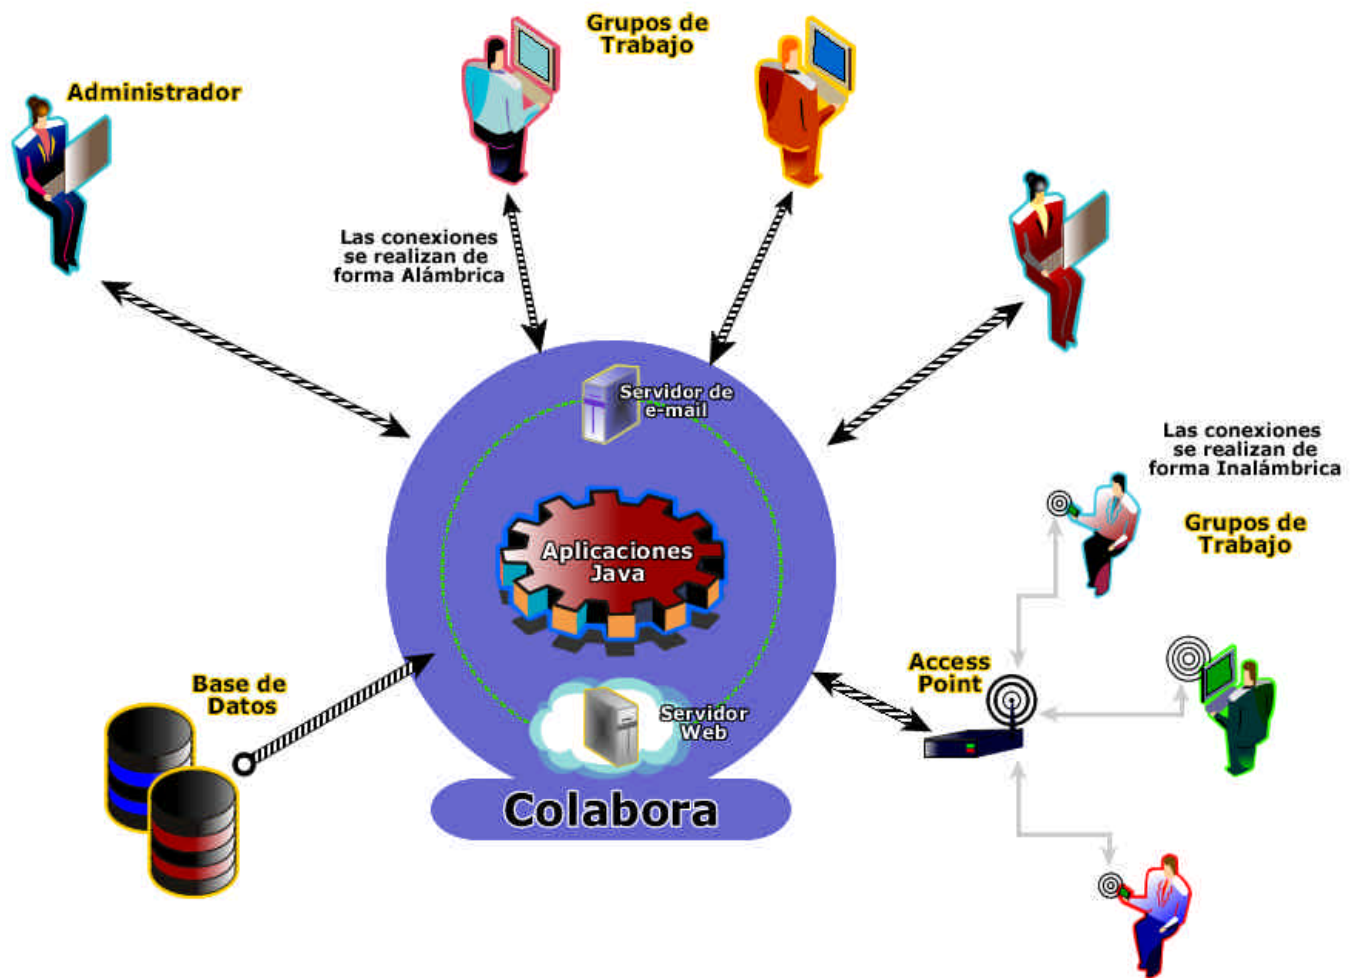 Grupos de
Trabajo
Administrador
Las conexiones
se realizan de
forma Alámbrica
Servidor de
e-mail
Las conexiones
se realizan de
forma Inalámbrica
Grupos de
Trabajo
Aplicaciones
Java
Access
Point
Base de
Datos
Servidor
Web
Colabora